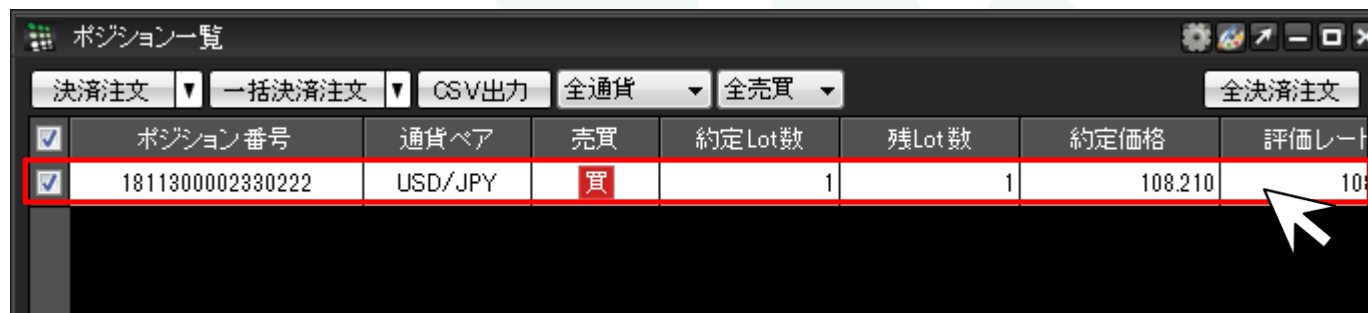 ポジション一覧
決済注文 ▼ 一括決済注文 ▼ CSV出力 全通貨 ▼ 全売買 ▼ 全決済注文
ポジション番号 通貨ペア 売買 約定Lot数 残Lot数 約定価格 評価レート
1811300002330222 USD/JPY 買 1 1 108.210